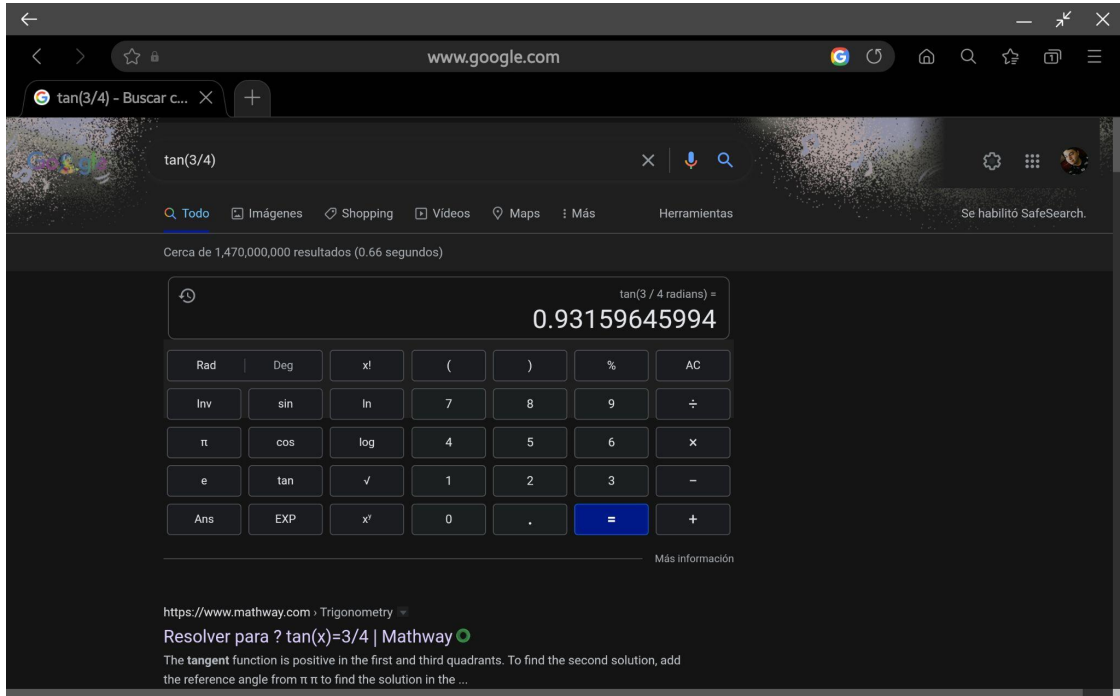 www.google.com
tan(3/4) - Buscar c...
tan(3/4)
Todo Imágenes Shopping Vídeos Maps Más Herramientas
Se habilitó SafeSearch.
Cerca de 1,470,000,000 resultados (0.66 segundos)
tan(3 / 4 radians) =
0.93159645994
Rad | Deg x! ( ) % AC
Inv sin ln 7 8 9 ÷
π cos log 4 5 6 ×
e tan √ 1 2 3 −
Ans EXP xʸ 0 . = +
Más información
https://www.mathway.com › Trigonometry
Resolver para ? tan(x)=3/4 | Mathway
The tangent function is positive in the first and third quadrants. To find the second solution, add
the reference angle from π π to find the solution in the ...